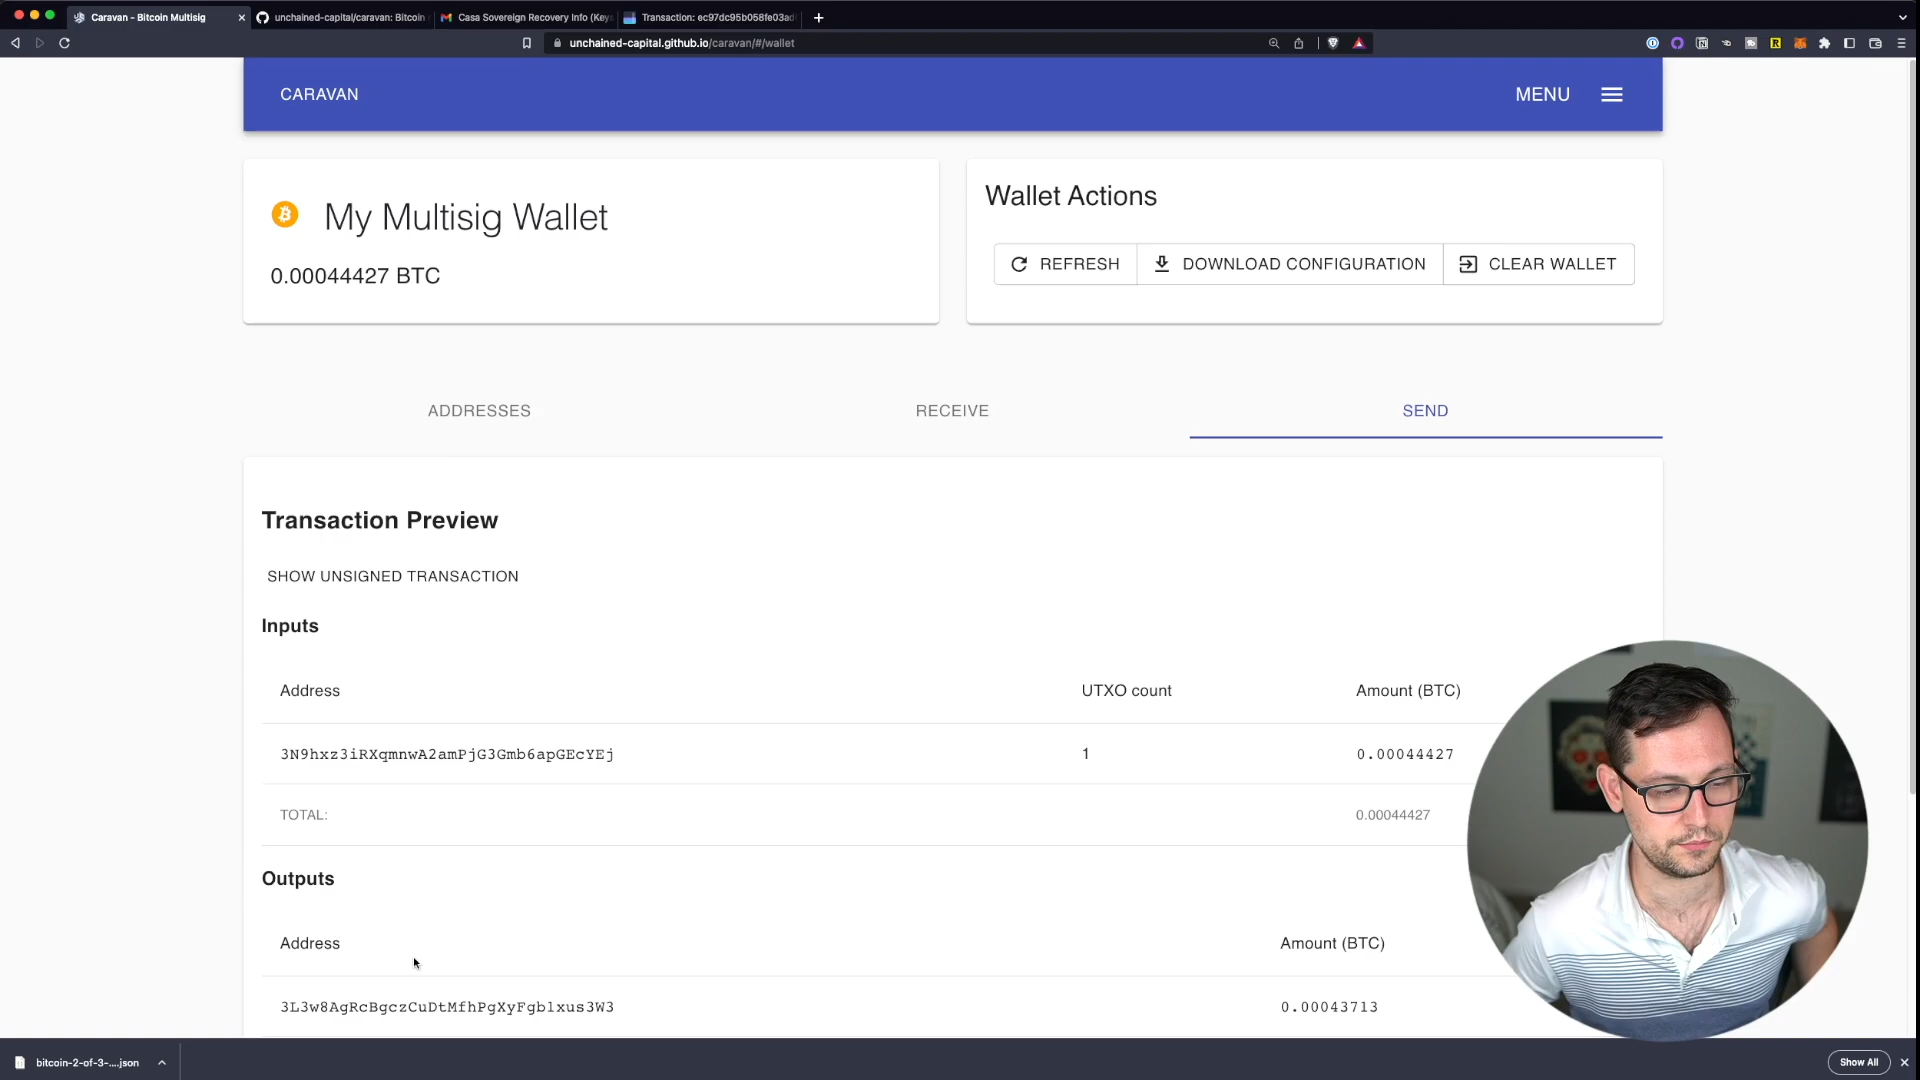 Caravan - Bitcoin Multisig
unchained-capital/caravan: Bitcoin
Casa Sovereign Recovery Info (Key
Transaction: ec97dc95b058fe03ad
unchained-capital.github.io/caravan/#/wallet
CARAVAN
MENU
My Multisig Wallet
0.00044427 BTC
Wallet Actions
REFRESH
DOWNLOAD CONFIGURATION
CLEAR WALLET
ADDRESSES
RECEIVE
SEND
Transaction Preview
SHOW UNSIGNED TRANSACTION
Inputs
Address UTXO count Amount (BTC)
3N9hxz3iRXqmnwA2amPjG3Gmb6apGEcYEj 1 0.00044427
TOTAL: 0.00044427
Outputs
Address Amount (BTC)
3L3w8AgRcBgczCuDtMfhPgXyFgblxus3W3 0.00043713
bitcoin-2-of-3-....json
Show All